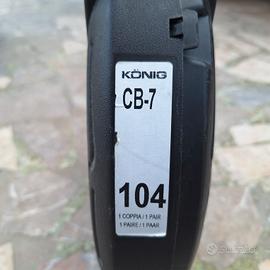 KÖNIG
CB-7
104
1 COPPIA / 1 PAIR
1 PAIRE / 1 PAAR